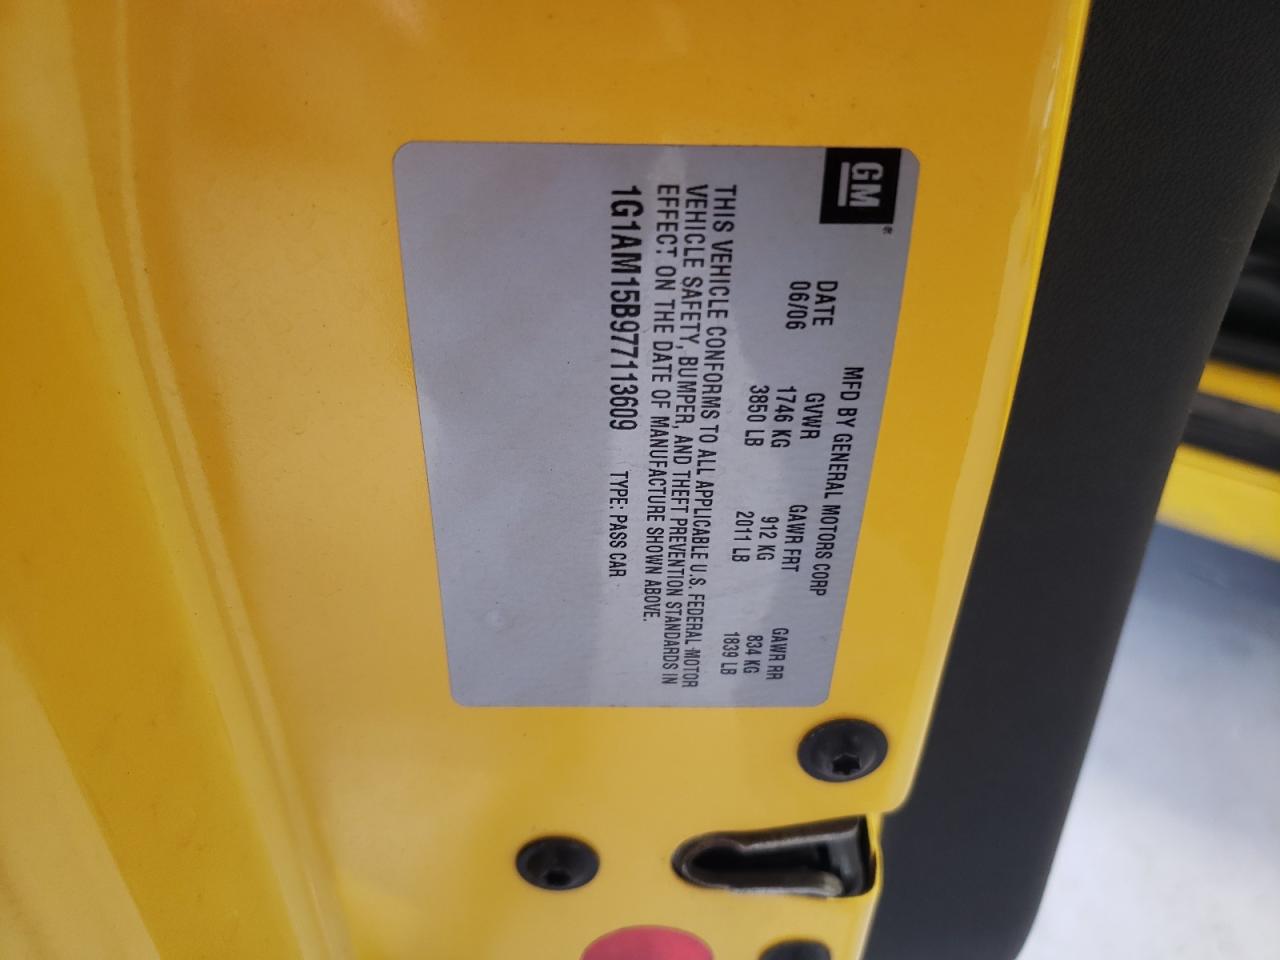 GM®
MFD BY GENERAL MOTORS CORP
DATE GVWR GAWR FRT GAWR RR
06/06 1746 KG 912 KG 834 KG
3850 LB 2011 LB 1839 LB
THIS VEHICLE CONFORMS TO ALL APPLICABLE U.S. FEDERAL MOTOR
VEHICLE SAFETY, BUMPER, AND THEFT PREVENTION STANDARDS IN
EFFECT ON THE DATE OF MANUFACTURE SHOWN ABOVE.
1G1AM15B977113609 TYPE: PASS CAR